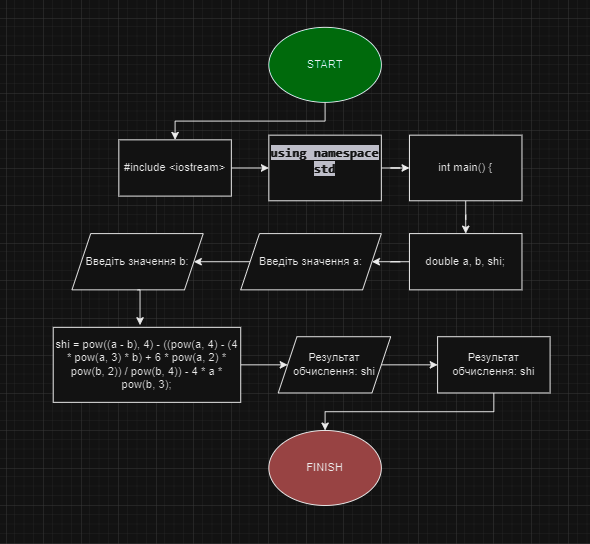 START
#include <iostream>
using namespace
std
int main() {
Введіть значення b:
Введіть значення a:
double a, b, shi;
shi = pow((a - b), 4) - ((pow(a, 4) - (4
* pow(a, 3) * b) + 6 * pow(a, 2) *
pow(b, 2)) / pow(b, 4)) - 4 * a *
pow(b, 3);
Результат
обчислення: shi
Результат
обчислення: shi
FINISH